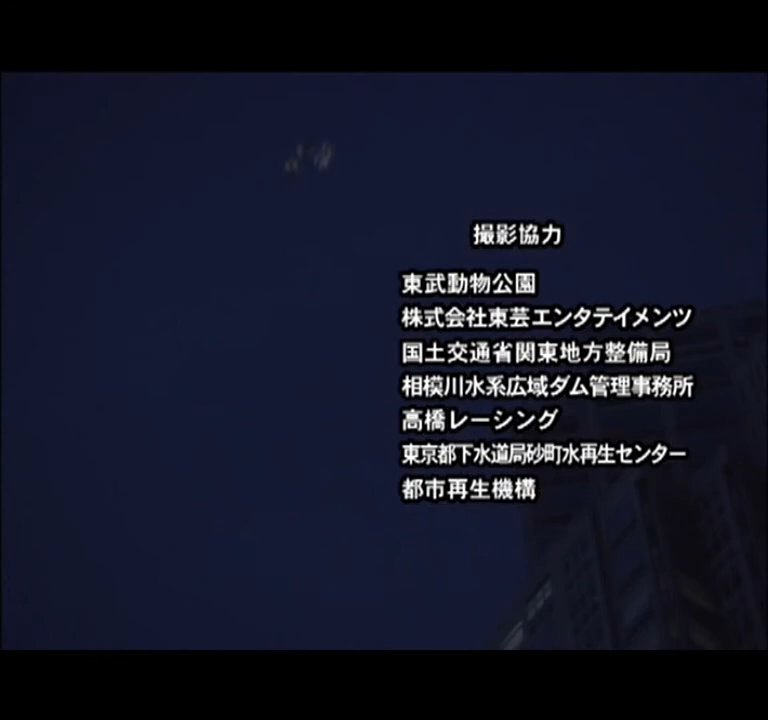 撮影協力
東武動物公園
株式会社東芸エンタテイメンツ
国土交通省関東地方整備局
相模川水系広域ダム管理事務所
高橋レーシング
東京都下水道局砂町水再生センター
都市再生機構